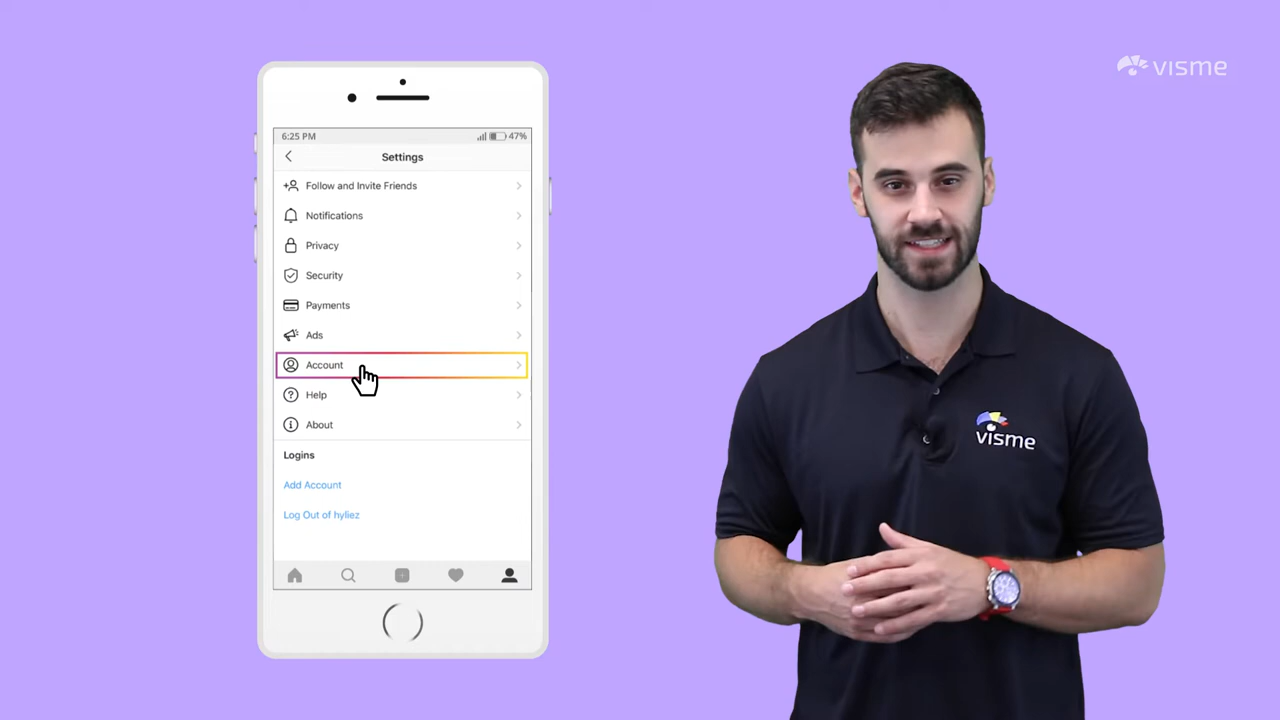 visme
6:25 PM 47%
Settings
Follow and Invite Friends
Notifications
Privacy
Security
Payments
Ads
Account
Help
About
Logins
Add Account
Log Out of hyliez
visme